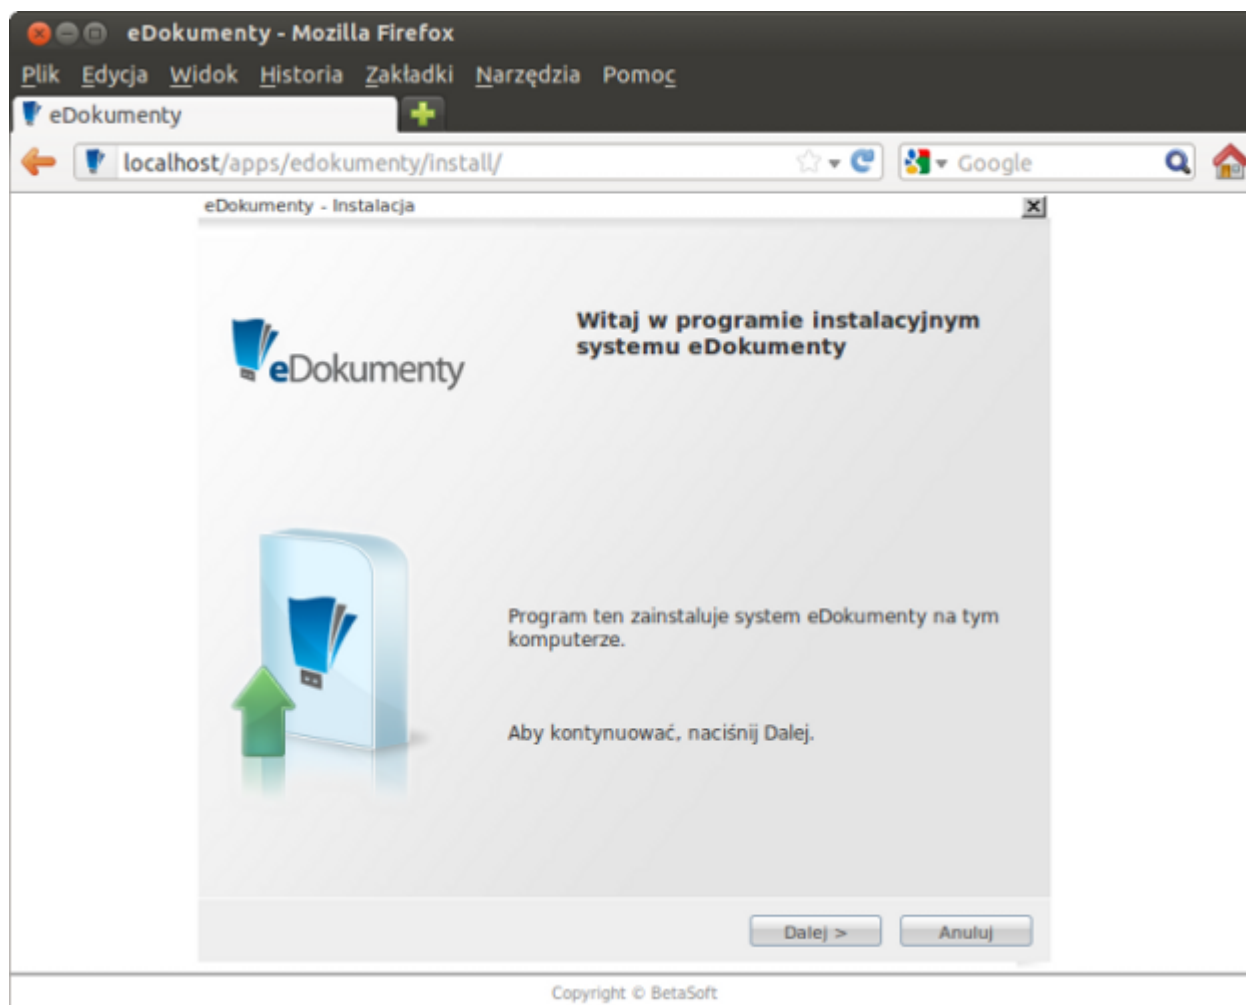 eDokumenty - Mozilla Firefox
Plik Edycja Widok Historia Zakładki Narzędzia Pomoc
eDokumenty
localhost/apps/edokumenty/install/ Google
eDokumenty - Instalacja
Witaj w programie instalacyjnym
systemu eDokumenty
eDokumenty
Program ten zainstaluje system eDokumenty na tym
komputerze.
Aby kontynuować, naciśnij Dalej.
Dalej > Anuluj
Copyright © BetaSoft